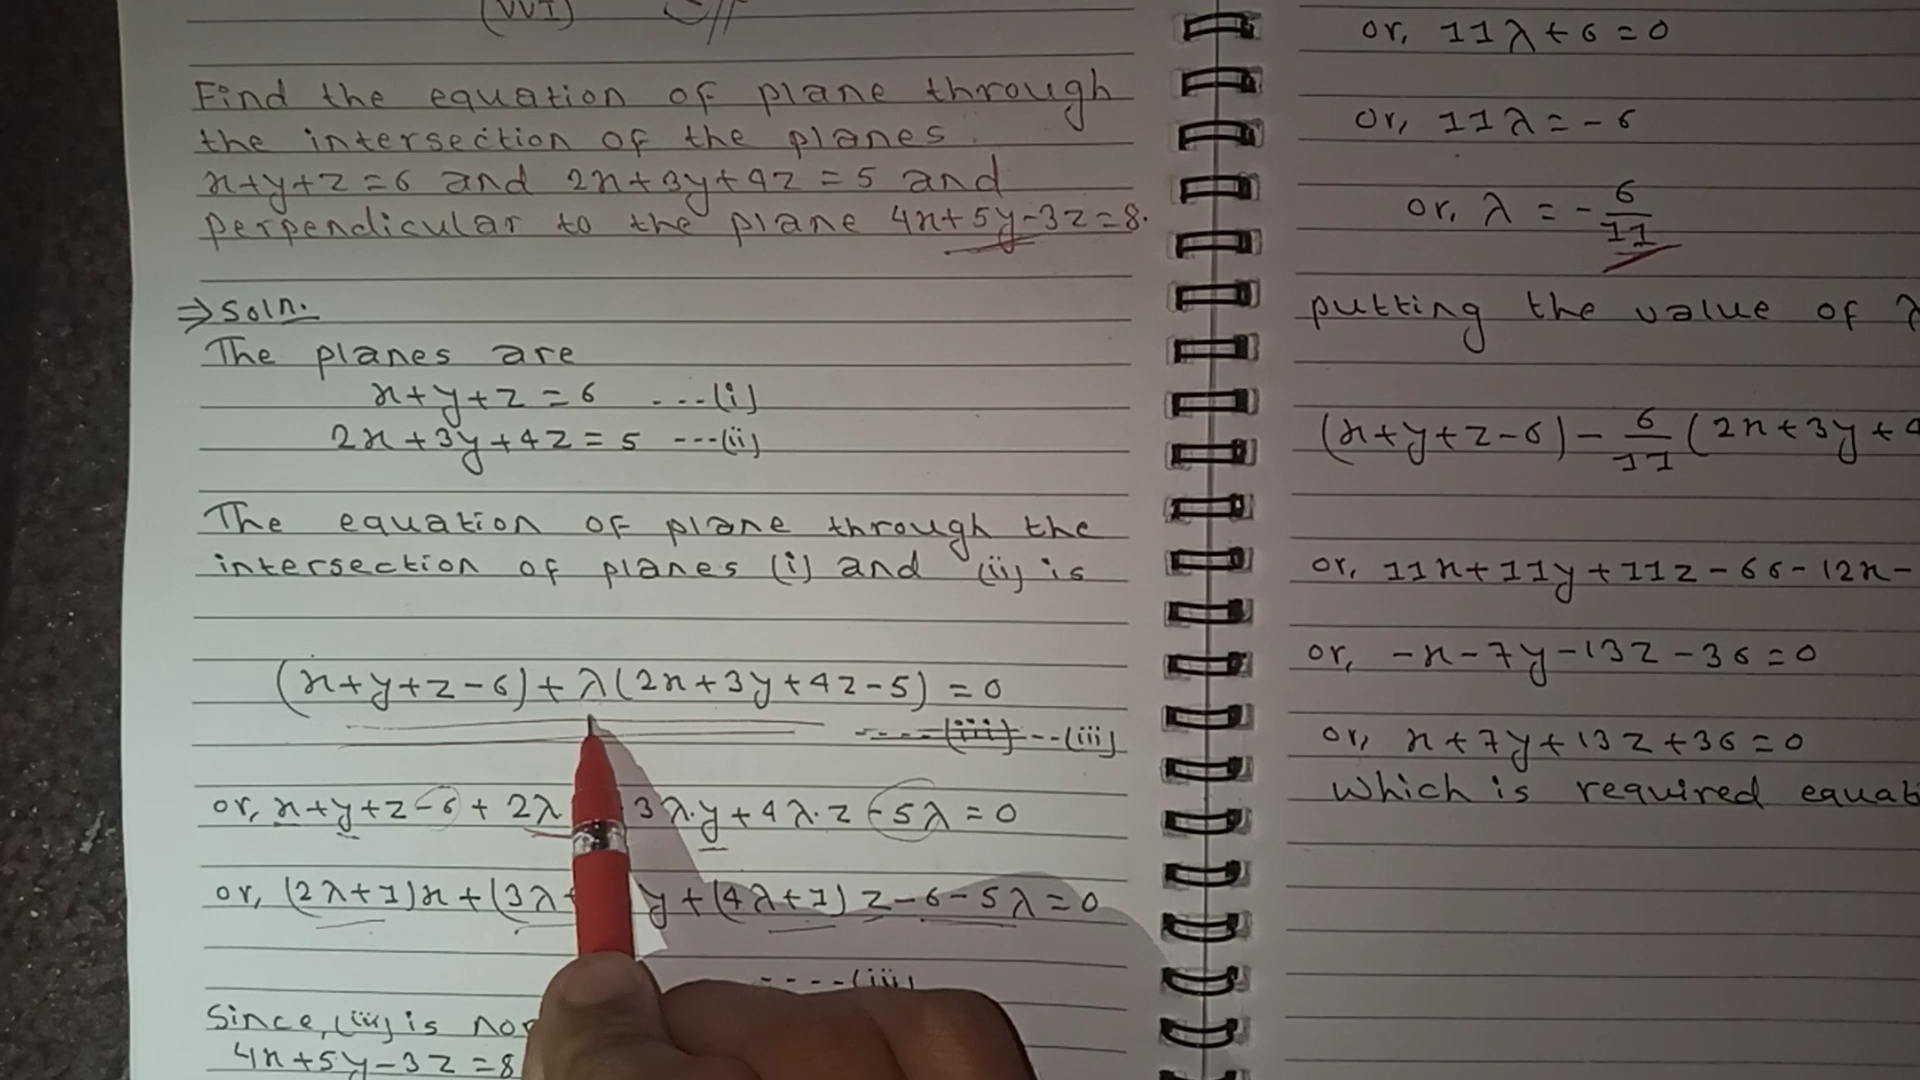 (VVI)
Find the equation of plane through
the intersection of the planes
x+y+z=6 and 2x+3y+4z=5 and
perpendicular to the plane 4x+5y-3z=8.
⇒Soln.
The planes are
x+y+z=6 ---(i)
2x+3y+4z=5 ---(ii)
The equation of plane through the
intersection of planes (i) and (ii) is
(x+y+z-6)+λ(2x+3y+4z-5)=0
---(iii)
or, x+y+z-6+2λ 3λ.y+4λ.z-5λ=0
or, (2λ+1)x+(3λ+ y+(4λ+1)z-6-5λ=0
----(iii)
Since, (iii) is
4x+5y-3z=8
or, 11λ+6=0
or, 11λ=-6
or, λ=-6/11
putting the value of λ
(x+y+z-6)-6/11(2x+3y+4
or, 11x+11y+11z-66-12x-
or, -x-7y-13z-36=0
or, x+7y+13z+36=0
which is required